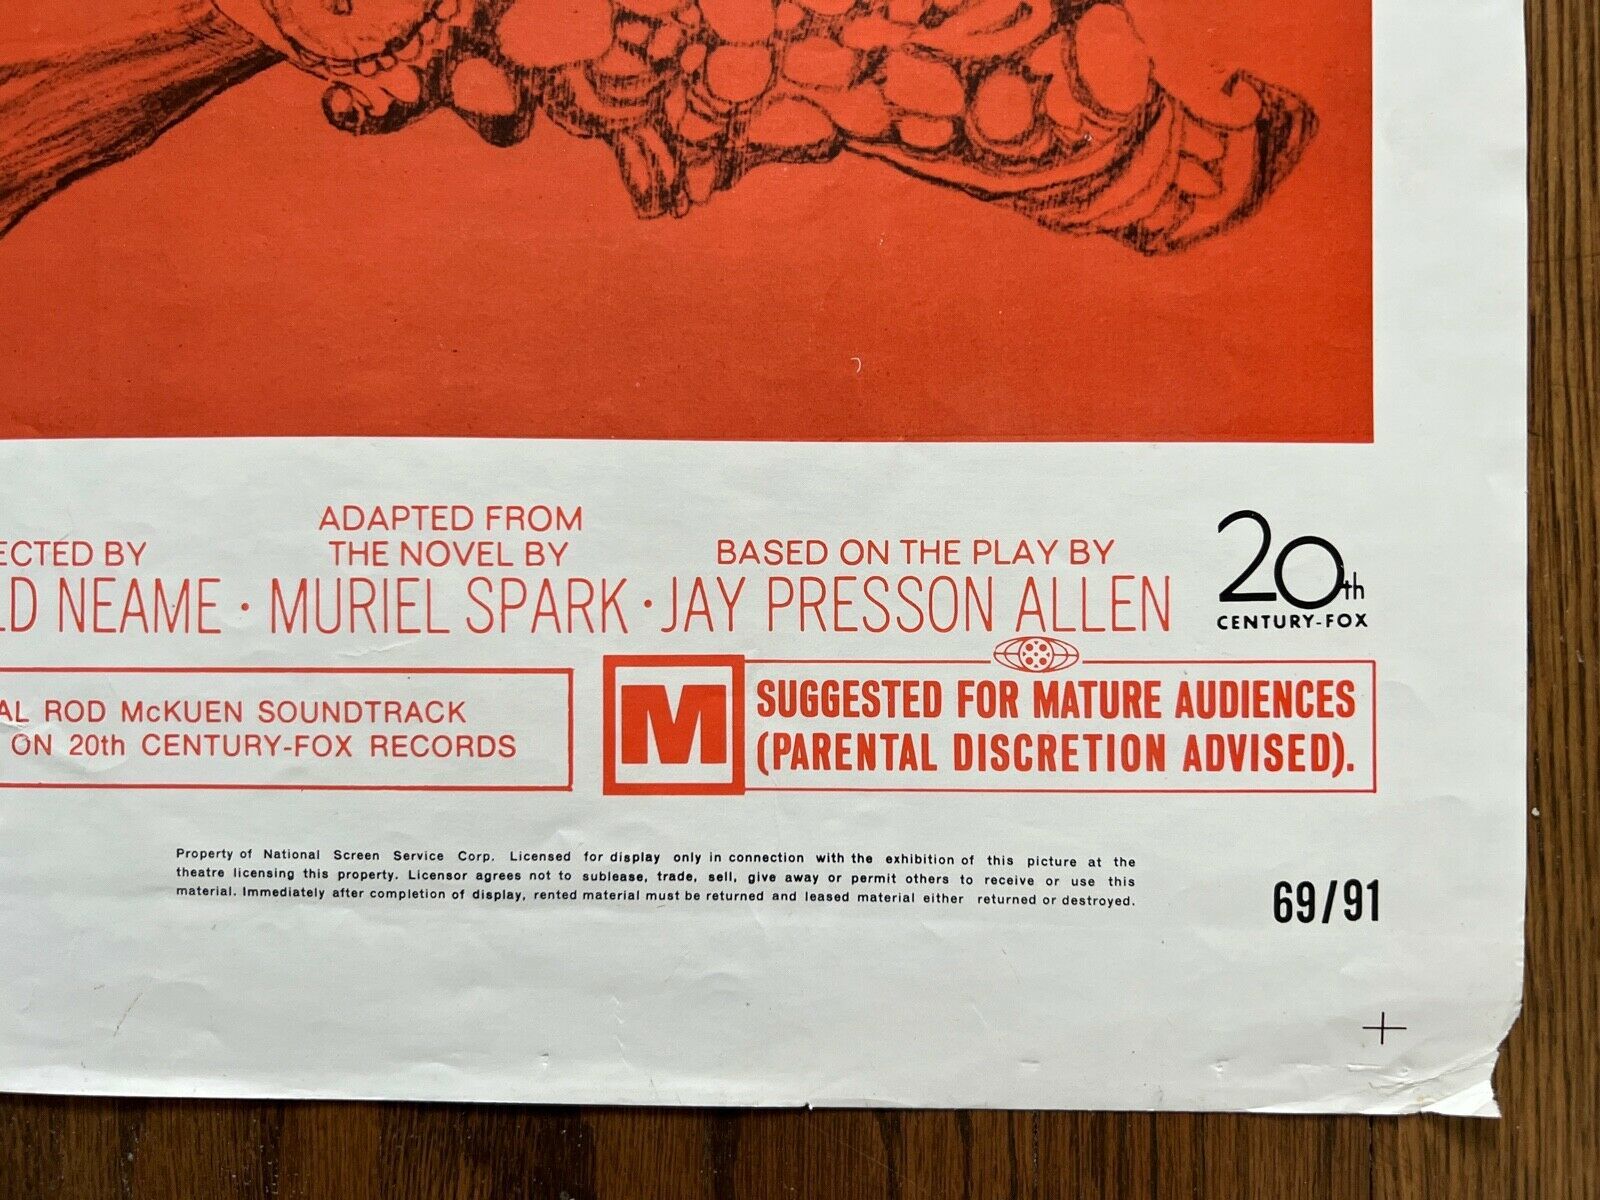 ECTED BY
LD NEAME ·
ADAPTED FROM
THE NOVEL BY
MURIEL SPARK ·
BASED ON THE PLAY BY
JAY PRESSON ALLEN
20th
CENTURY-FOX
AL ROD McKUEN SOUNDTRACK
ON 20th CENTURY-FOX RECORDS
M
SUGGESTED FOR MATURE AUDIENCES
(PARENTAL DISCRETION ADVISED).
Property of National Screen Service Corp. Licensed for display only in connection with the exhibition of this picture at the
theatre licensing this property. Licensor agrees not to sublease, trade, sell, give away or permit others to receive or use this
material. Immediately after completion of display, rented material must be returned and leased material either returned or destroyed.
69/91